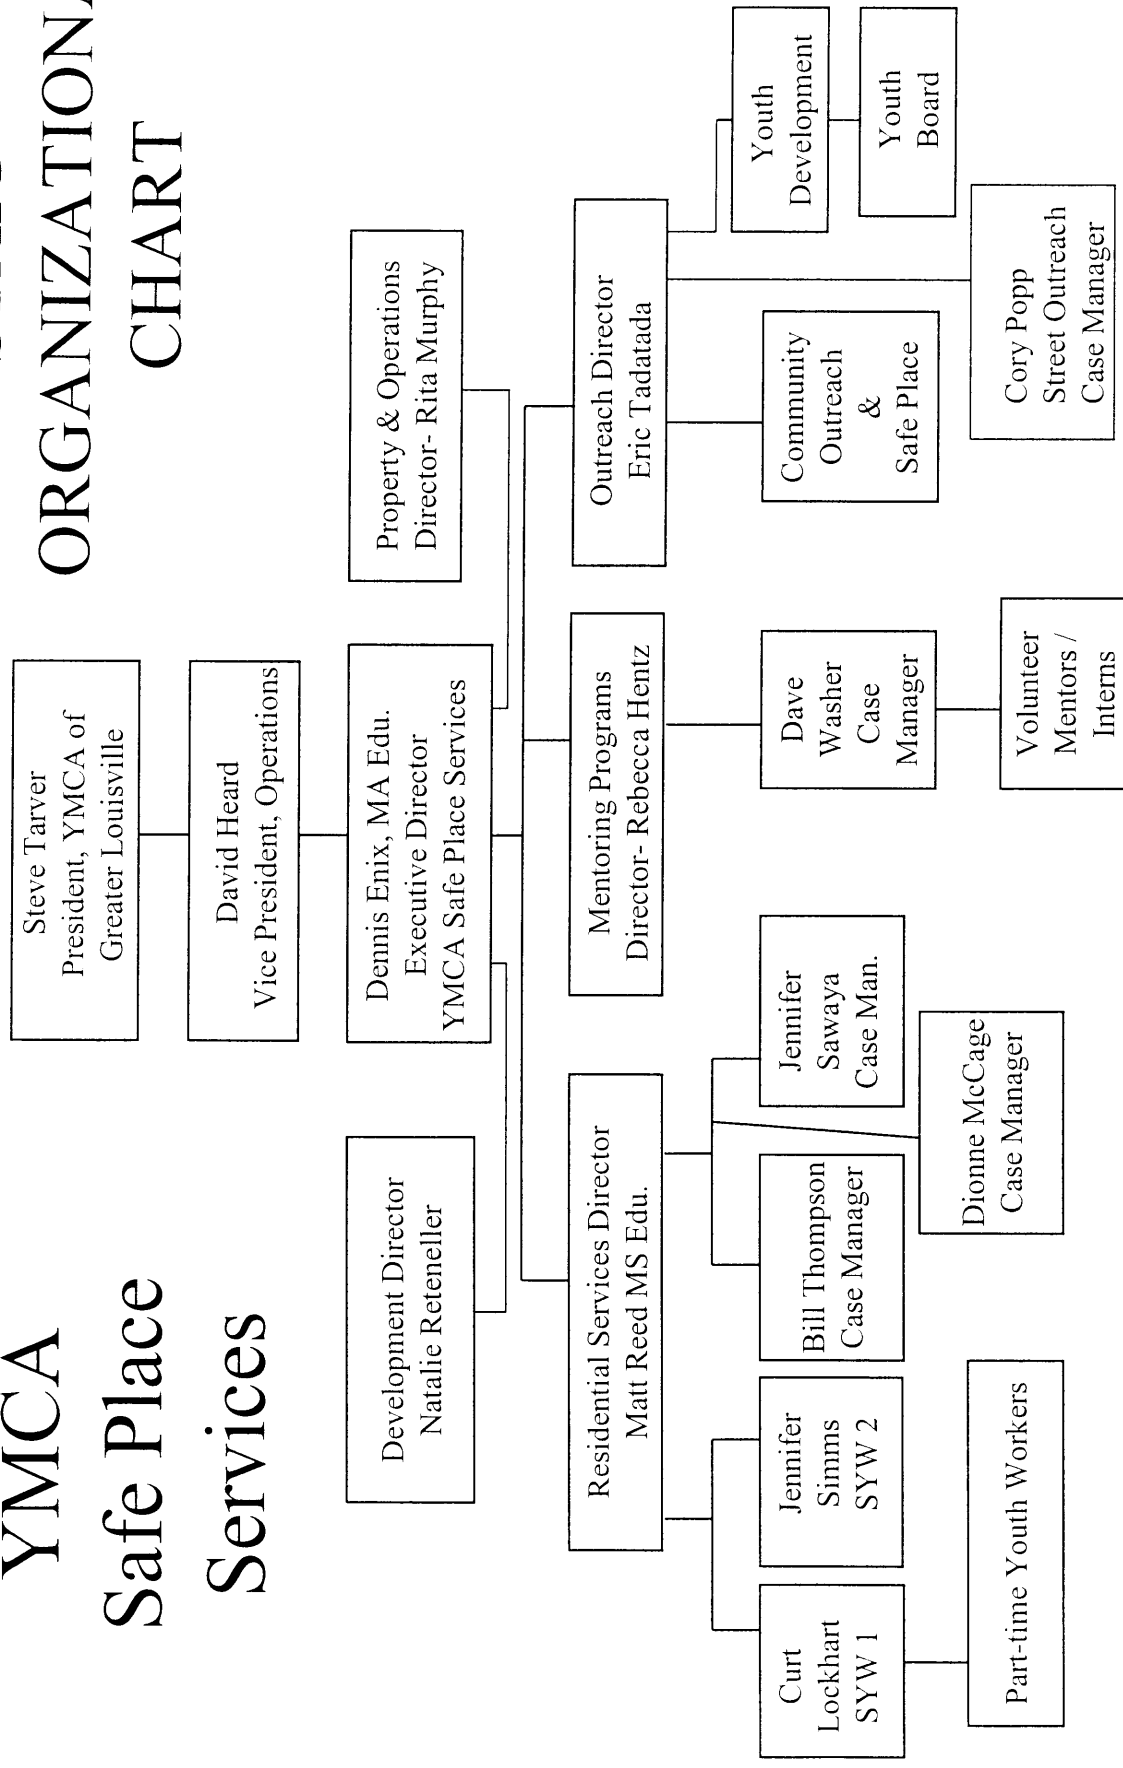 YMCA
Safe Place
Services
ORGANIZATIONA
CHART
Steve Tarver
President, YMCA of
Greater Louisville
David Heard
Vice President, Operations
Dennis Enix, MA Edu.
Executive Director
YMCA Safe Place Services
Development Director
Natalie Reteneller
Property & Operations
Director- Rita Murphy
Residential Services Director
Matt Reed MS Edu.
Mentoring Programs
Director- Rebecca Hentz
Outreach Director
Eric Tadatada
Curt
Lockhart
SYW 1
Jennifer
Simms
SYW 2
Bill Thompson
Case Manager
Jennifer
Sawaya
Case Man.
Dave
Washer
Case
Manager
Community
Outreach
&
Safe Place
Youth
Development
Youth
Board
Part-time Youth Workers
Dionne McCage
Case Manager
Volunteer
Mentors /
Interns
Cory Popp
Street Outreach
Case Manager